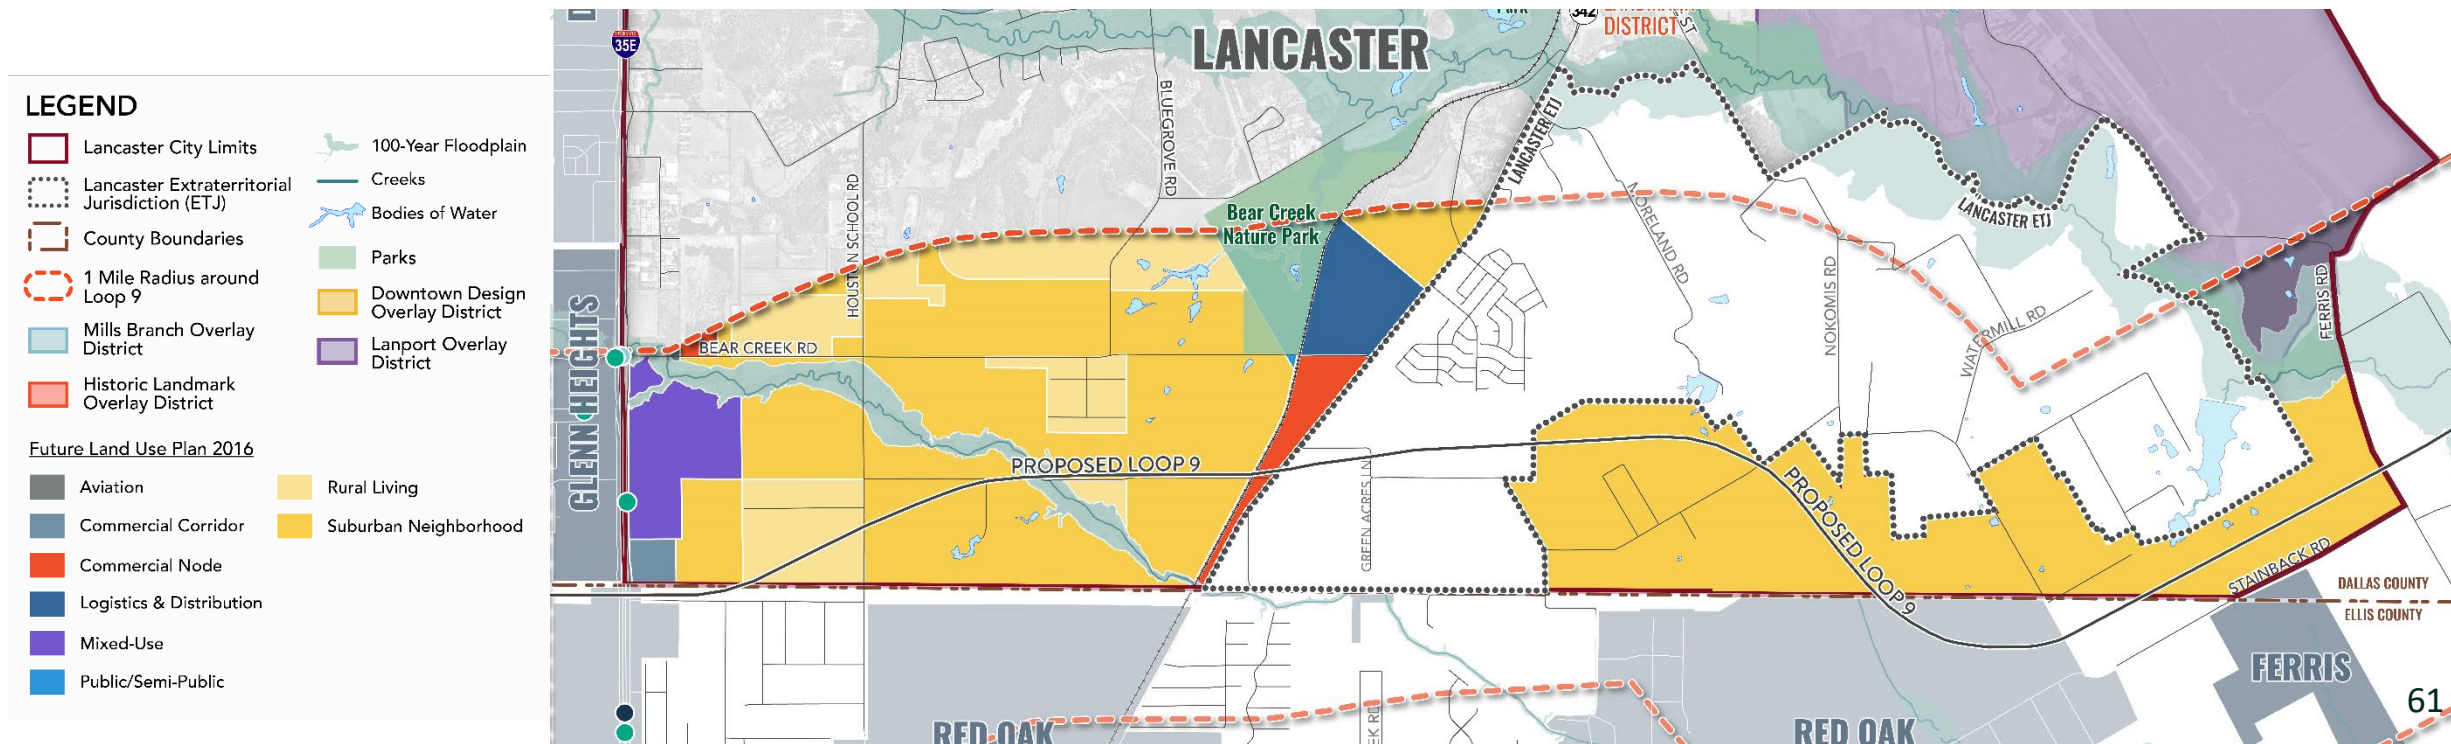 LEGEND
Lancaster City Limits
Lancaster Extraterritorial
Jurisdiction (ETJ)
County Boundaries
1 Mile Radius around
Loop 9
Mills Branch Overlay
District
Historic Landmark
Overlay District
100-Year Floodplain
Creeks
Bodies of Water
Parks
Downtown Design
Overlay District
Lanport Overlay
District
Future Land Use Plan 2016
Aviation
Commercial Corridor
Commercial Node
Logistics & Distribution
Mixed-Use
Public/Semi-Public
Rural Living
Suburban Neighborhood
35E
LANCASTER
Park
342
DISTRICT
ST
BLUEGROVE RD
HOUSTON SCHOOL RD
LANCASTER ETJ
Bear Creek
Nature Park
MORELAND RD
NOKOMIS RD
LANCASTER ETJ
WATERMILL RD
FERRIS RD
GLENN HEIGHTS
BEAR CREEK RD
PROPOSED LOOP 9
GREEN ACRES LN
PROPOSED LOOP 9
STAINBACK RD
DALLAS COUNTY
ELLIS COUNTY
FERRIS
RED OAK
EK RD
RED OAK
61